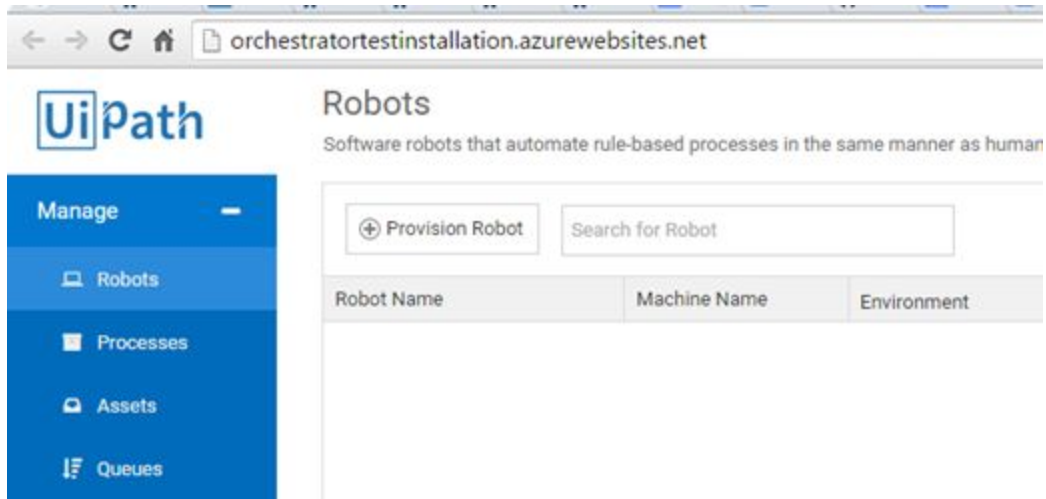 orchestratortestinstallation.azurewebsites.net
UiPath
Robots
Software robots that automate rule-based processes in the same manner as human
Manage
Provision Robot
Search for Robot
Robots
Robot Name
Machine Name
Environment
Processes
Assets
Queues